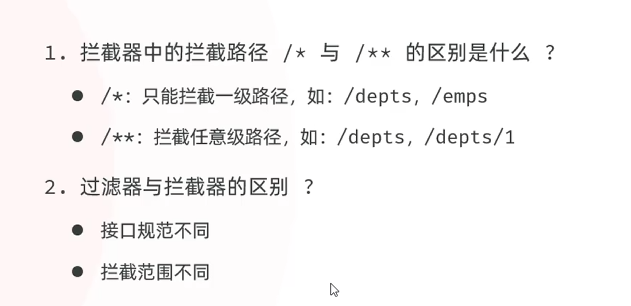 1. 拦截器中的拦截路径 /* 与 /** 的区别是什么 ？
● /*：只能拦截一级路径，如：/depts，/emps
● /**：拦截任意级路径，如：/depts，/depts/1
2. 过滤器与拦截器的区别 ？
● 接口规范不同
● 拦截范围不同